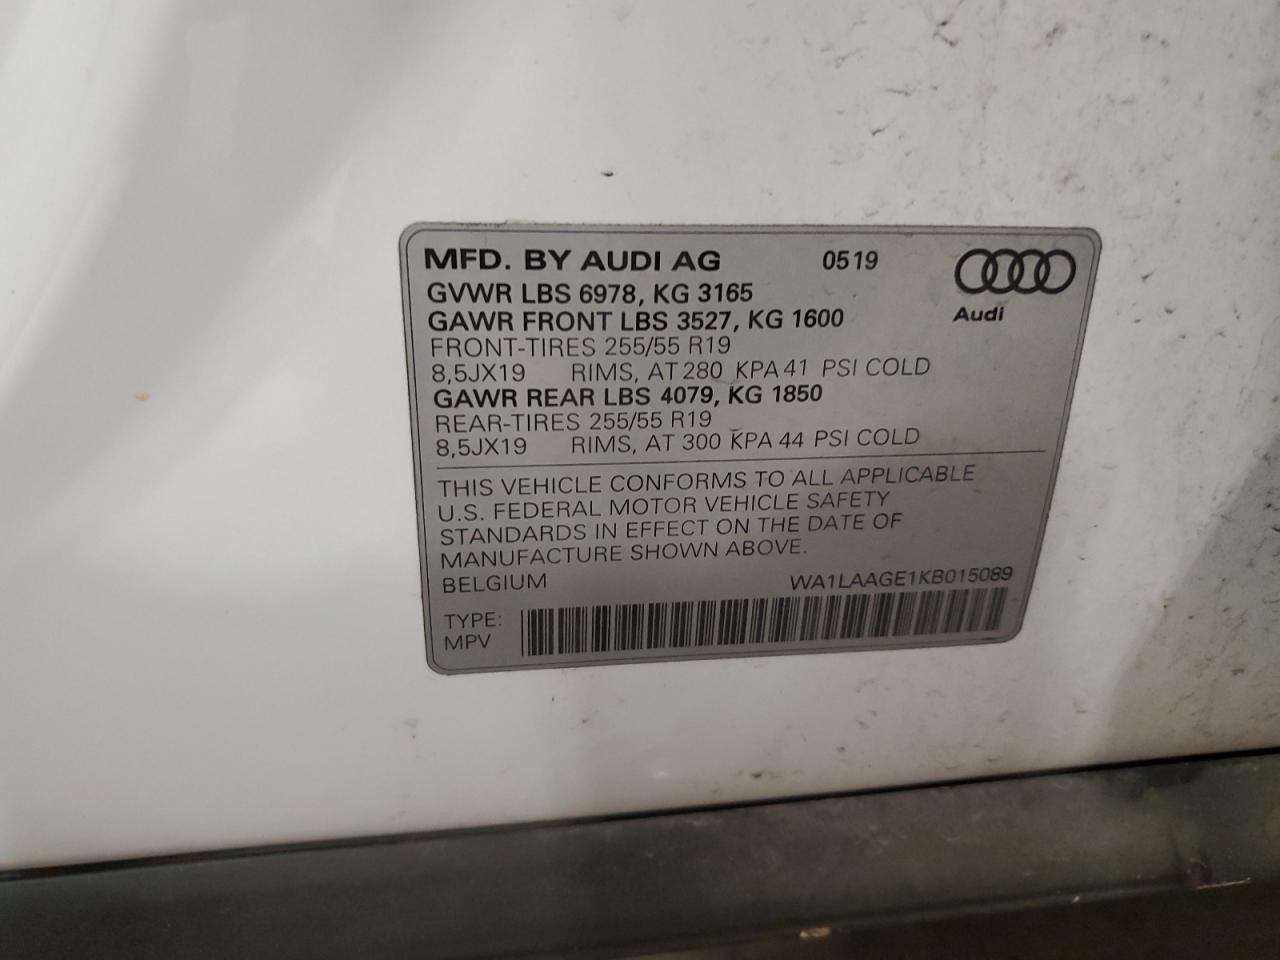 MFD. BY AUDI AG 0519
GVWR LBS 6978, KG 3165
GAWR FRONT LBS 3527, KG 1600
Audi
FRONT-TIRES 255/55 R19
8,5JX19 RIMS, AT 280 KPA 41 PSI COLD
GAWR REAR LBS 4079, KG 1850
REAR-TIRES 255/55 R19
8,5JX19 RIMS, AT 300 KPA 44 PSI COLD
THIS VEHICLE CONFORMS TO ALL APPLICABLE
U.S. FEDERAL MOTOR VEHICLE SAFETY
STANDARDS IN EFFECT ON THE DATE OF
MANUFACTURE SHOWN ABOVE.
BELGIUM WA1LAAGE1KB015089
TYPE:
MPV